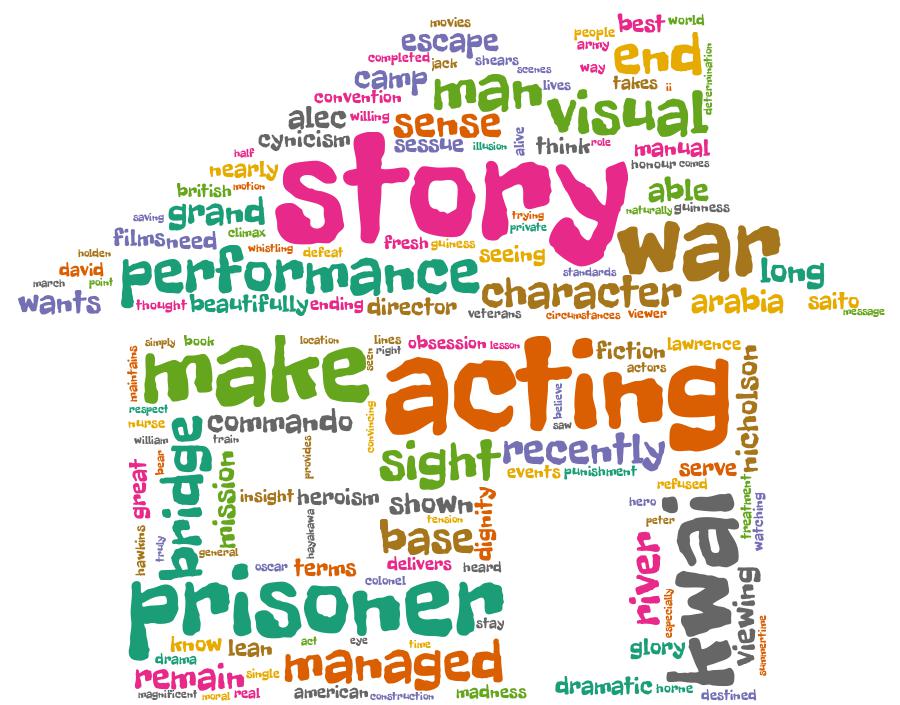 movies
people best world
escape army end
completed jack shears way determination
camp scenes takes ii
convention man lives visual
alec willing sense
cynicism sessue illusion alive think role manual
half honour comes
nearly story able
british motion
saving grand naturally guinness
climax trying private
films need fresh guiness war
holden whistling defeat seeing
david performance standards long
march point
wants thought beautifully ending director character arabia saito
veterans circumstances viewer message
simply book location lines obsession lesson fiction lawrence
maintains make seen right acting actors
respect believe nicholson
nurse commando convincing saw
william train
bridge sight recently
great bear provides events punishment serve
mission refused
insight heroism shown hero treatment watching
tension dignity peter
hawkins truly hayakawa base river kwai
general
oscar terms delivers heard
colonel especially viewing
prisoner stay summertime
know lean act eye time glory
drama managed
remain single
magnificent moral real american construction madness dramatic horne destined